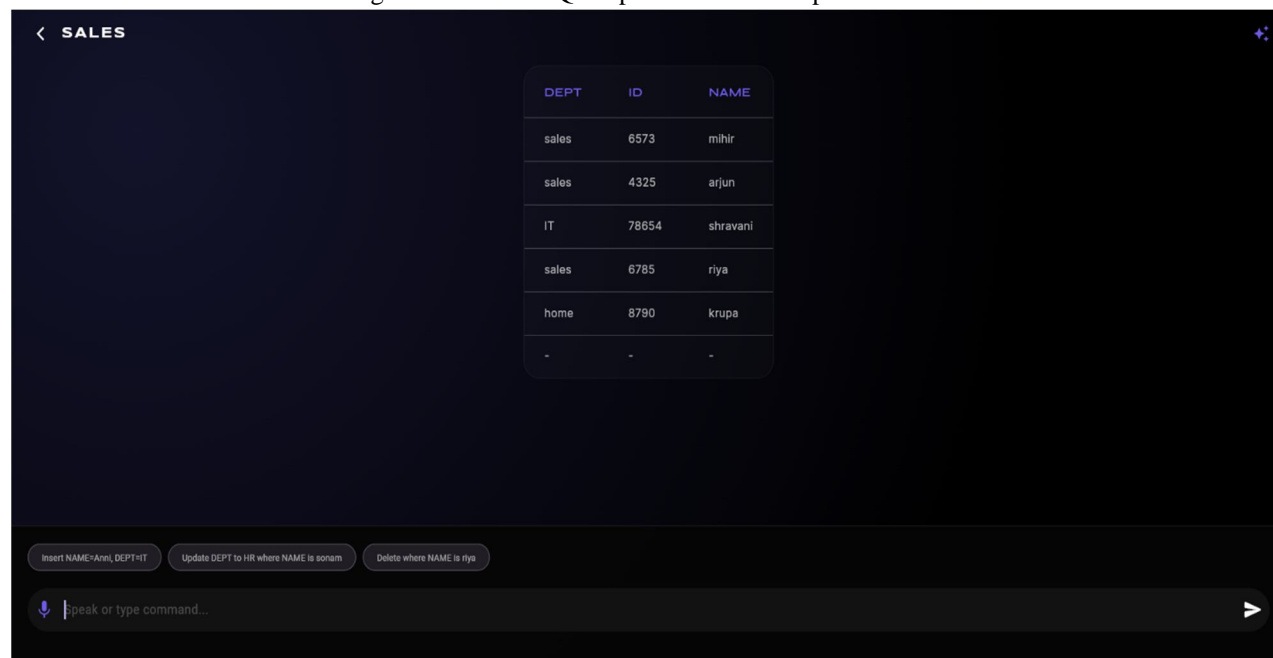 SALES
DEPT ID NAME
sales 6573 mihir
sales 4325 arjun
IT 78654 shravani
sales 6785 riya
home 8790 krupa
- - -
Insert NAME=Anni, DEPT=IT Update DEPT to HR where NAME is sonam Delete where NAME is riya
Speak or type command...